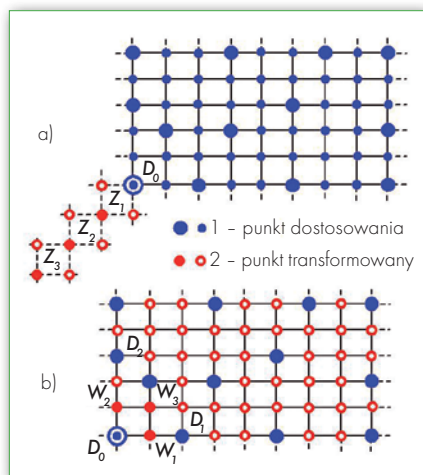 a)
D₀
Z₁
Z₂
Z₃
1 – punkt dostosowania
2 – punkt transformowany
D₂
b)
W₂
W₃
D₁
D₀
W₁